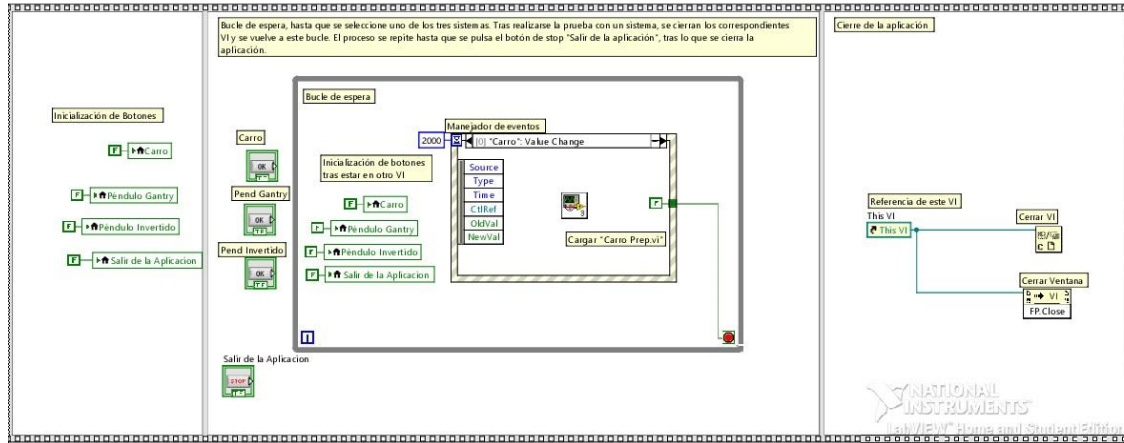 Inicialización de Botones
F
Carro
F
Péndulo Gantry
F
Péndulo Invertido
F
Salir de la Aplicacion
Bucle de espera, hasta que se seleccione uno de los tres sistemas. Tras realizarse la prueba con un sistema, se cierran los correspondientes
VI y se vuelve a este bucle. El proceso se repite hasta que se pulsa el botón de stop "Salir de la aplicación", tras lo que se cierra la
aplicación.
Carro
OK
TF
Pend Gantry
OK
TF
Pend Invertido
OK
TF
Salir de la Aplicacion
STOP
TF
Bucle de espera
Inicialización de botones
tras estar en otro VI
F
Carro
F
Péndulo Gantry
F
Péndulo Invertido
F
Salir de la Aplicacion
i
Manejador de eventos
2000
[0] "Carro": Value Change
Source
Type
Time
CtlRef
OldVal
NewVal
Cargar "Carro Prep.vi"
F
Cierre de la aplicación
Referencia de este VI
This VI
This VI
Cerrar VI
Cerrar Ventana
VI
FP.Close
NATIONAL
INSTRUMENTS
LabVIEW™ Home and Student Edition